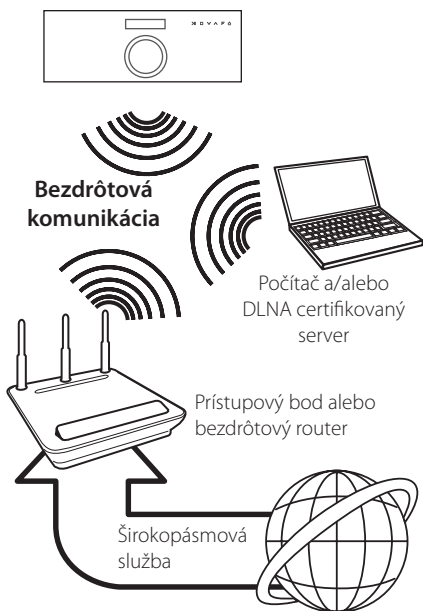 Bezdrôtová
komunikácia
Počítač a/alebo
DLNA certifikovaný
server
Prístupový bod alebo
bezdrôtový router
Širokopásmová
služba